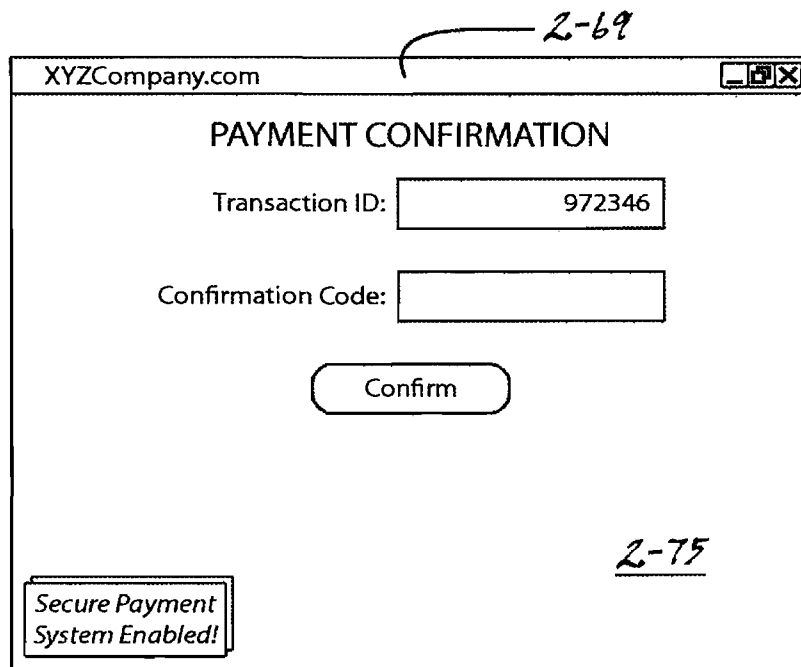 2-69
XYZCompany.com
PAYMENT CONFIRMATION
Transaction ID: 972346
Confirmation Code:
Confirm
2-75
Secure Payment
System Enabled!